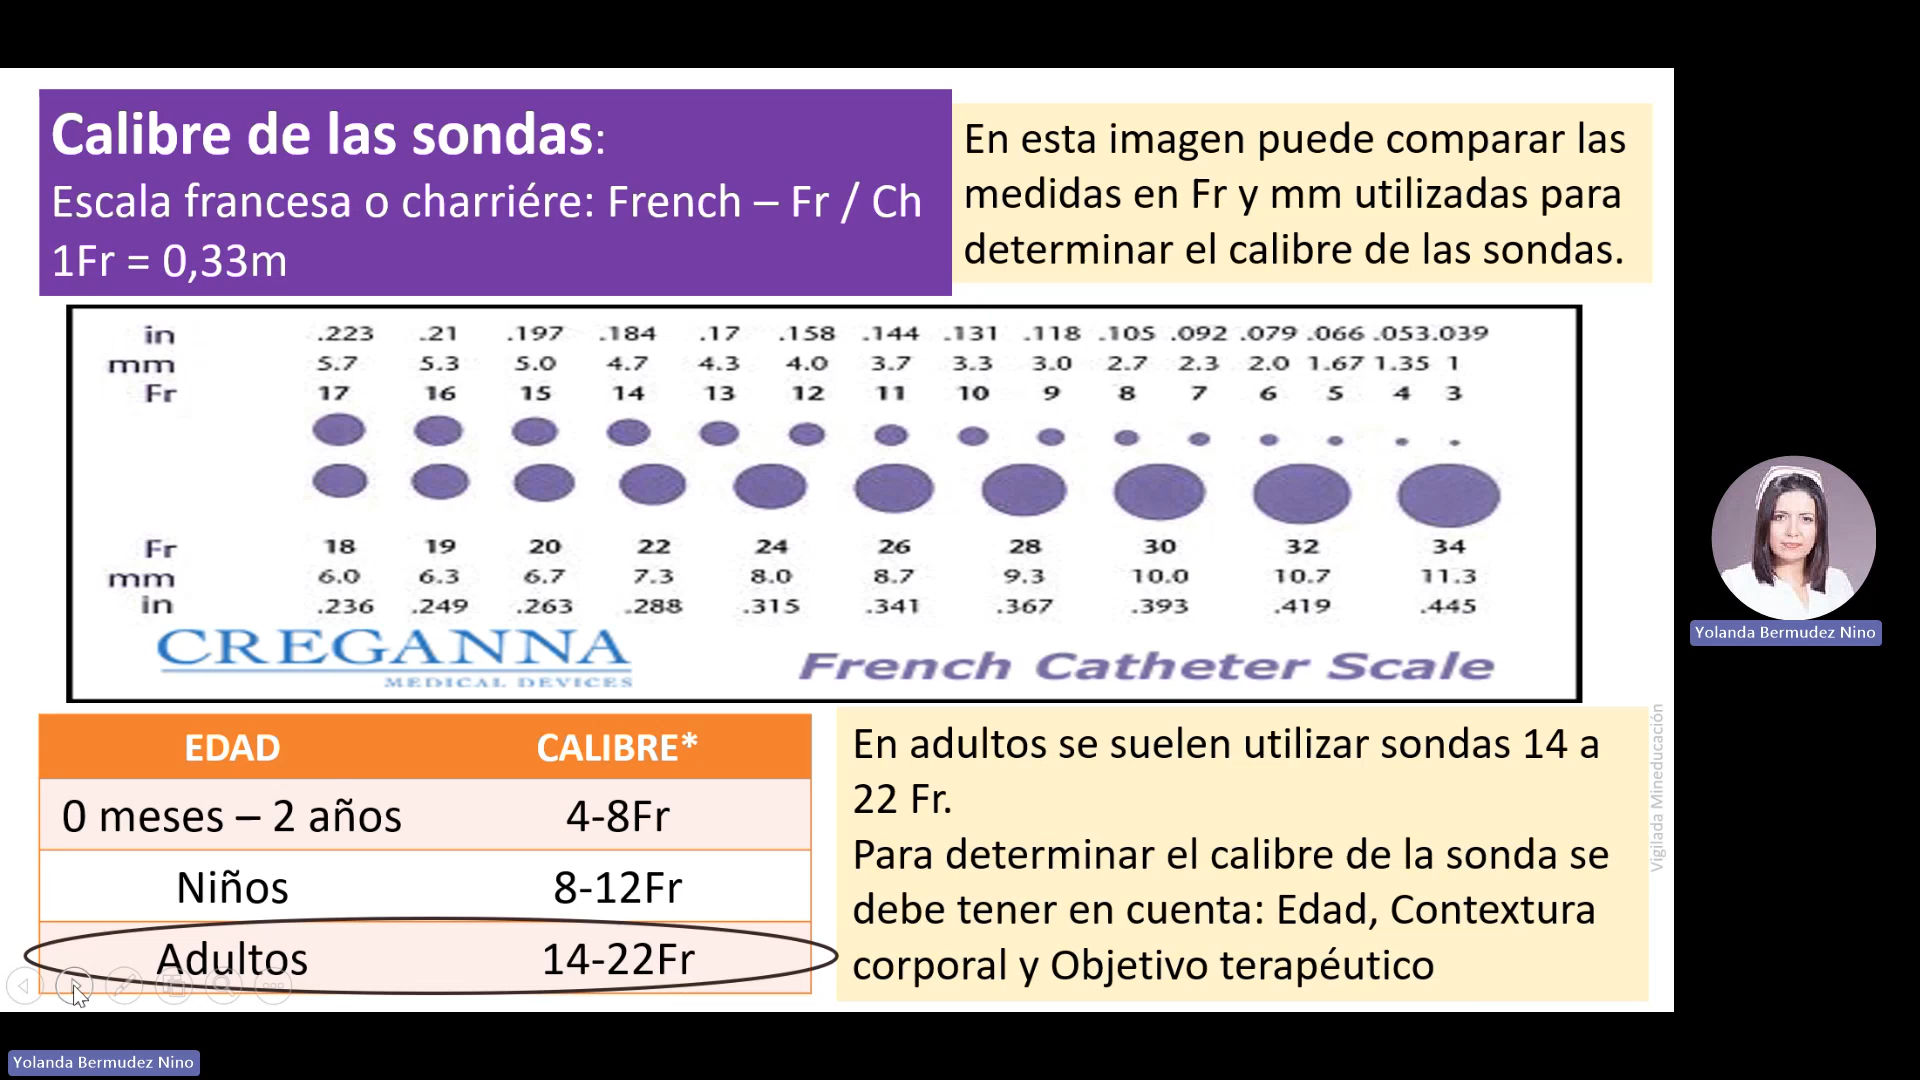 Calibre de las sondas:
Escala francesa o charriére: French – Fr / Ch
1Fr = 0,33m
En esta imagen puede comparar las
medidas en Fr y mm utilizadas para
determinar el calibre de las sondas.
in .223 .21 .197 .184 .17 .158 .144 .131 .118 .105 .092 .079 .066 .053 .039
mm 5.7 5.3 5.0 4.7 4.3 4.0 3.7 3.3 3.0 2.7 2.3 2.0 1.67 1.35 1
Fr 17 16 15 14 13 12 11 10 9 8 7 6 5 4 3
Fr 18 19 20 22 24 26 28 30 32 34
mm 6.0 6.3 6.7 7.3 8.0 8.7 9.3 10.0 10.7 11.3
in .236 .249 .263 .288 .315 .341 .367 .393 .419 .445
CREGANNA
MEDICAL DEVICES
French Catheter Scale
EDAD CALIBRE*
0 meses – 2 años 4-8Fr
Niños 8-12Fr
Adultos 14-22Fr
En adultos se suelen utilizar sondas 14 a
22 Fr.
Para determinar el calibre de la sonda se
debe tener en cuenta: Edad, Contextura
corporal y Objetivo terapéutico
Vigilada Mineducación
Yolanda Bermudez Nino
Yolanda Bermudez Nino